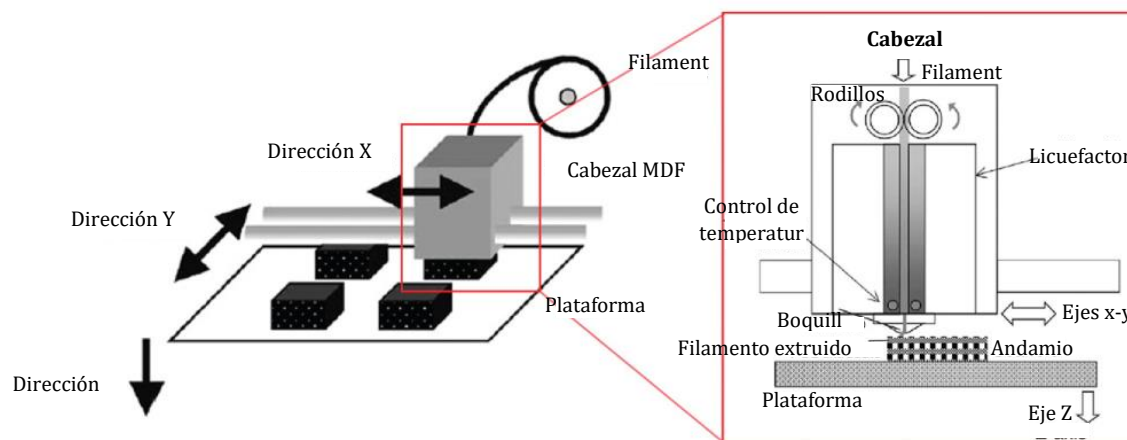 Filament
Dirección X
Cabezal MDF
Dirección Y
Plataforma
Dirección
Cabezal
Filament
Rodillos
Licuefactor
Control de
temperatur
Boquill
Ejes x-y
Filamento extruido
Andamio
Plataforma
Eje Z